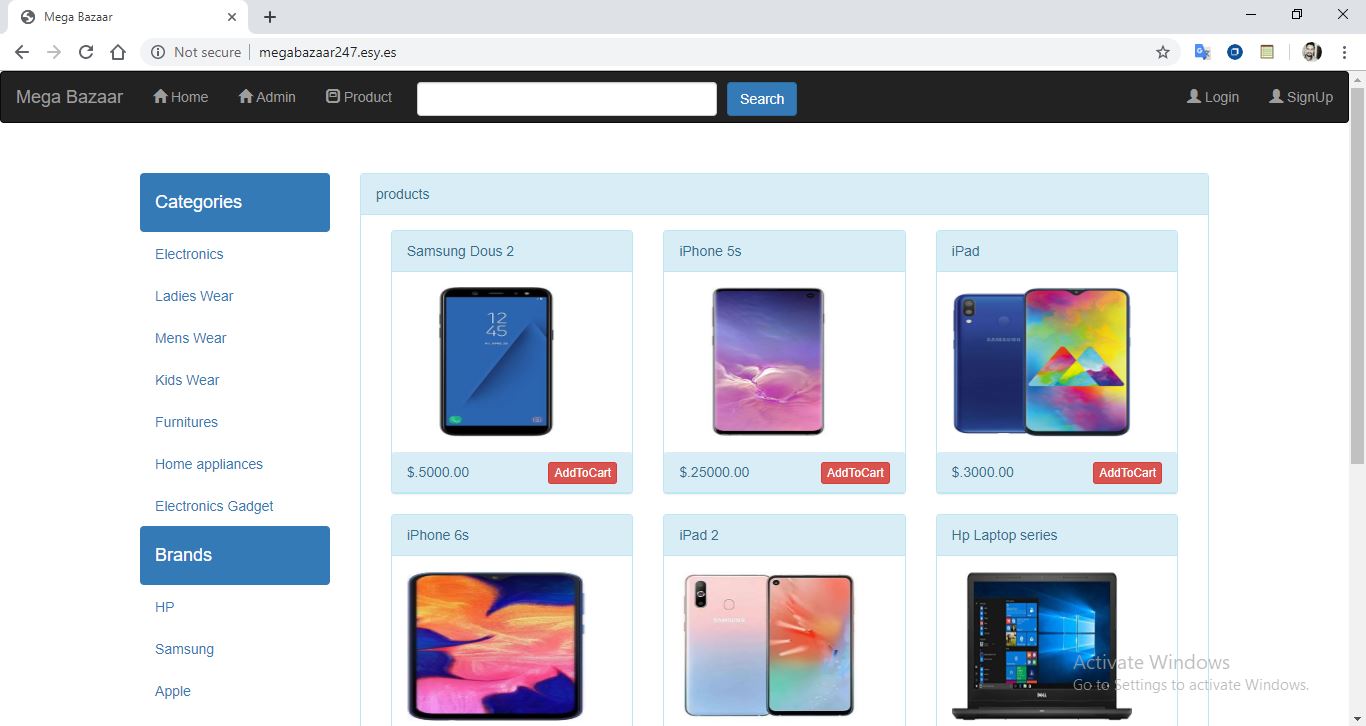 Mega Bazaar
Not secure megabazaar247.esy.es
Mega Bazaar Home Admin Product Search Login SignUp
Categories
Electronics
Ladies Wear
Mens Wear
Kids Wear
Furnitures
Home appliances
Electronics Gadget
Brands
HP
Samsung
Apple
products
Samsung Dous 2
12
45
$.5000.00 AddToCart
iPhone 5s
$.25000.00 AddToCart
iPad
SAMSUNG
$.3000.00 AddToCart
iPhone 6s
iPad 2
SAMSUNG
Hp Laptop series
DELL
Activate Windows
Go to Settings to activate Windows.